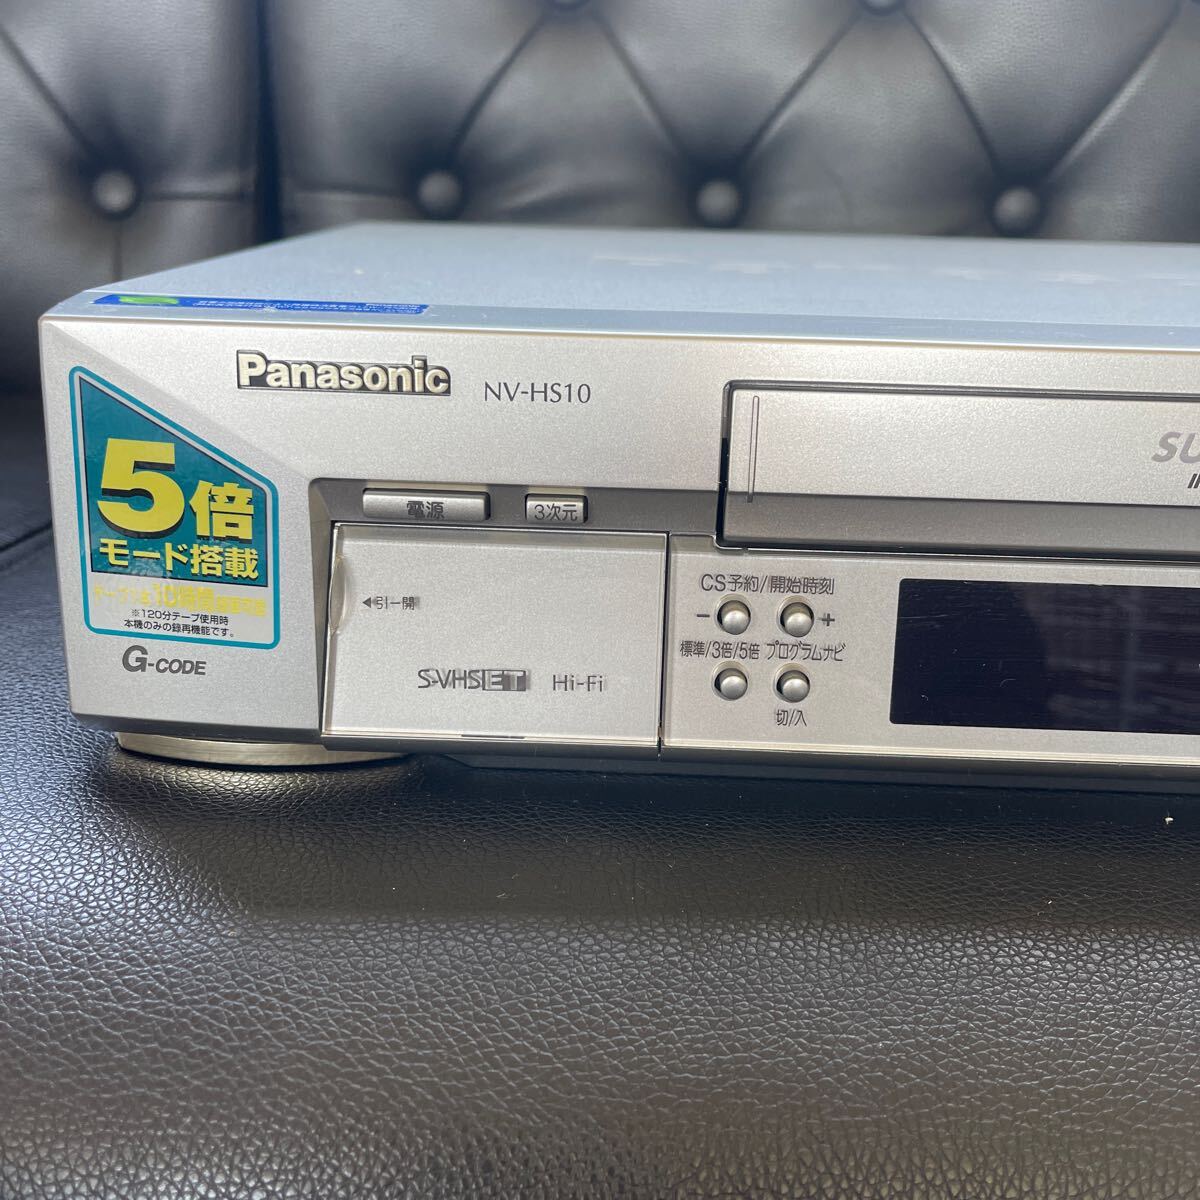 Panasonic
NV-HS10
SU
5倍
モード搭載
※120分テープ使用時
本機のみの録再機能です。
G-CODE
電源
3次元
◀引一開
S-VHS ET Hi-Fi
CS予約/開始時刻
− +
標準/3倍/5倍 プログラムナビ
切/入